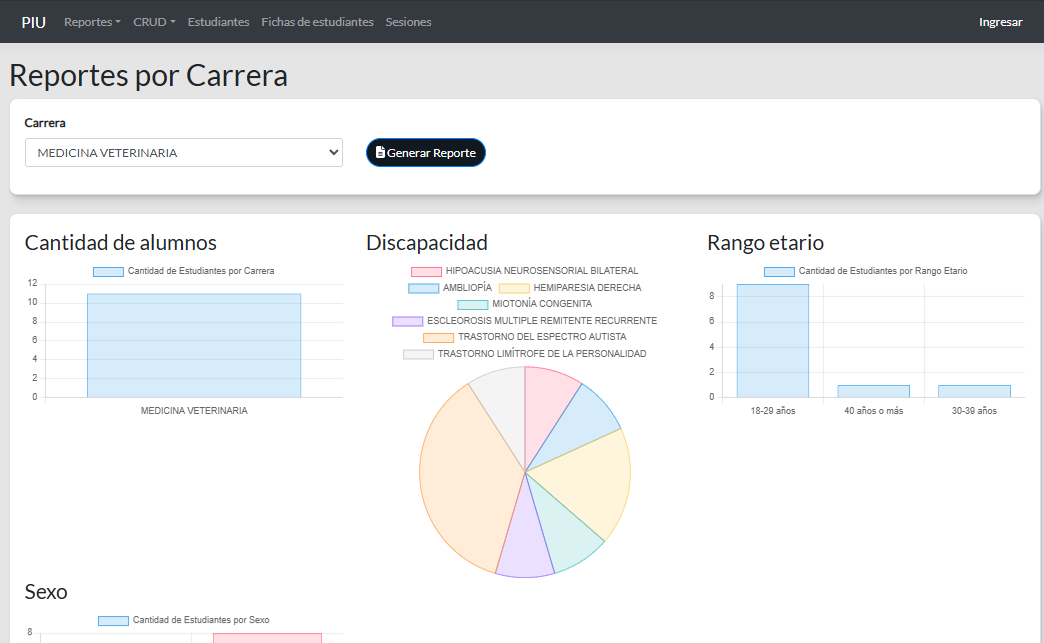 PIU Reportes CRUD Estudiantes Fichas de estudiantes Sesiones Ingresar
Reportes por Carrera
Carrera
MEDICINA VETERINARIA
Generar Reporte
Cantidad de alumnos
Cantidad de Estudiantes por Carrera
12
10
8
6
4
2
0
MEDICINA VETERINARIA
Discapacidad
HIPOACUSIA NEUROSENSORIAL BILATERAL
AMBLIOPÍA HEMIPARESIA DERECHA
MIOTONÍA CONGENITA
ESCLEOROSIS MULTIPLE REMITENTE RECURRENTE
TRASTORNO DEL ESPECTRO AUTISTA
TRASTORNO LIMÍTROFE DE LA PERSONALIDAD
Rango etario
Cantidad de Estudiantes por Rango Etario
8
6
4
2
0
18-29 años 40 años o más 30-39 años
Sexo
Cantidad de Estudiantes por Sexo
8